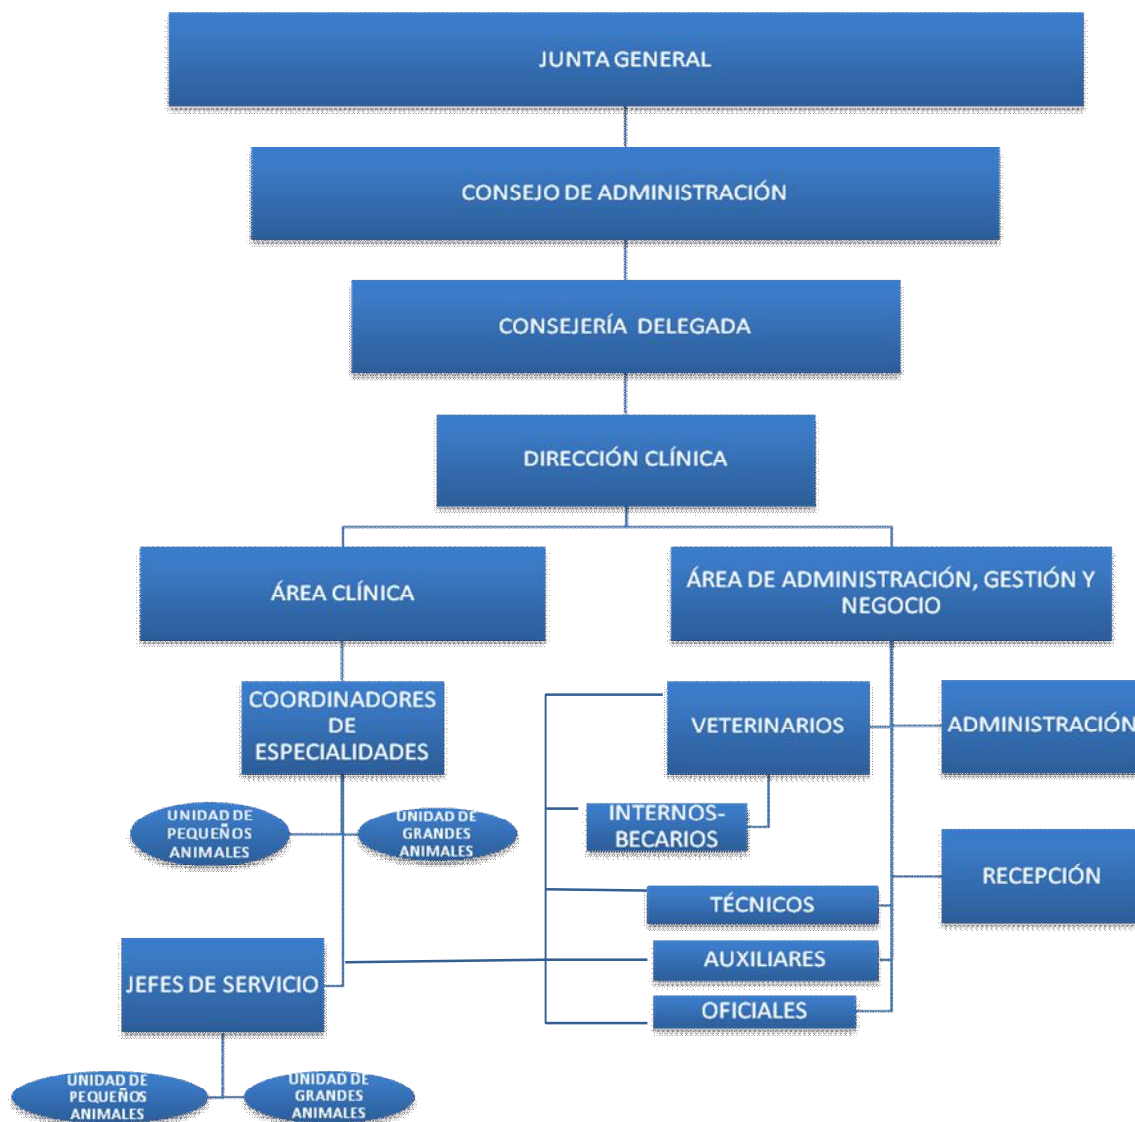 JUNTA GENERAL
CONSEJO DE ADMINISTRACIÓN
CONSEJERÍA DELEGADA
DIRECCIÓN CLÍNICA
ÁREA CLÍNICA
ÁREA DE ADMINISTRACIÓN, GESTIÓN Y
NEGOCIO
COORDINADORES
DE
ESPECIALIDADES
VETERINARIOS
ADMINISTRACIÓN
UNIDAD DE
PEQUEÑOS
ANIMALES
UNIDAD DE
GRANDES
ANIMALES
INTERNOS-
BECARIOS
RECEPCIÓN
TÉCNICOS
AUXILIARES
JEFES DE SERVICIO
OFICIALES
UNIDAD DE
PEQUEÑOS
ANIMALES
UNIDAD DE
GRANDES
ANIMALES